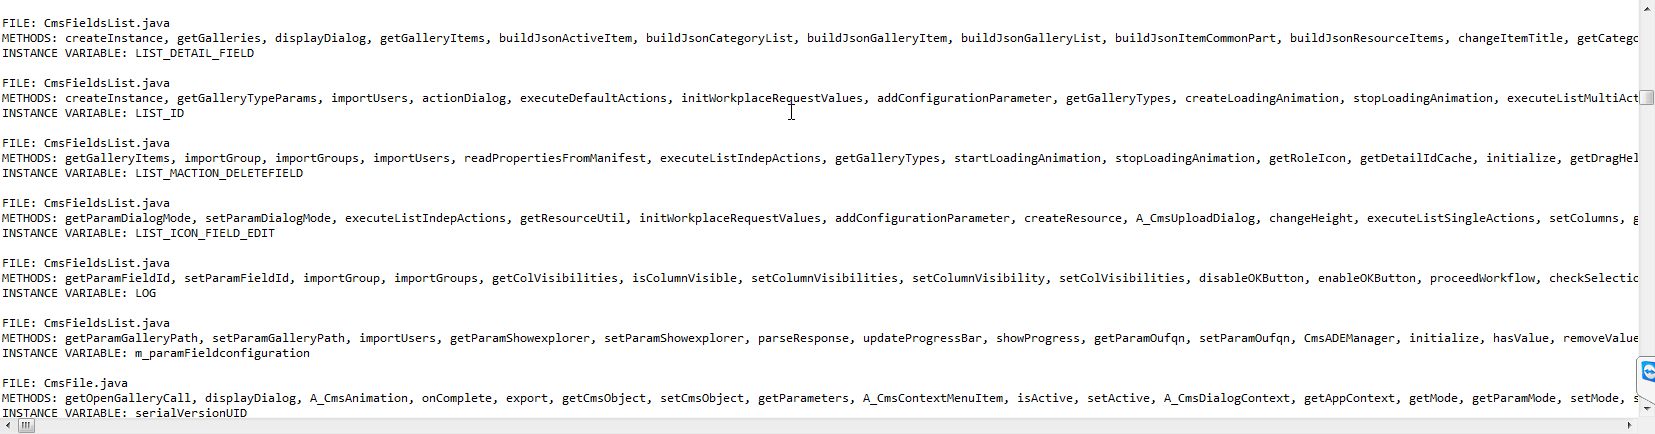 FILE: CmsFieldsList.java
METHODS: createInstance, getGalleries, displayDialog, getGalleryItems, buildJsonActiveItem, buildJsonCategoryList, buildJsonGalleryItem, buildJsonGalleryList, buildJsonItemCommonPart, buildJsonResourceItems, changeItemTitle, getCatego
INSTANCE VARIABLE: LIST_DETAIL_FIELD
FILE: CmsFieldsList.java
METHODS: createInstance, getGalleryTypeParams, importUsers, actionDialog, executeDefaultActions, initWorkplaceRequestValues, addConfigurationParameter, getGalleryTypes, createLoadingAnimation, stopLoadingAnimation, executeListMultiAct
INSTANCE VARIABLE: LIST_ID
FILE: CmsFieldsList.java
METHODS: getGalleryItems, importGroup, importGroups, importUsers, readPropertiesFromManifest, executeListIndepActions, getGalleryTypes, startLoadingAnimation, stopLoadingAnimation, getRoleIcon, getDetailIdCache, initialize, getDragHel
INSTANCE VARIABLE: LIST_MACTION_DELETEFIELD
FILE: CmsFieldsList.java
METHODS: getParamDialogMode, setParamDialogMode, executeListIndepActions, getResourceUtil, initWorkplaceRequestValues, addConfigurationParameter, createResource, A_CmsUploadDialog, changeHeight, executeListSingleActions, setColumns, g
INSTANCE VARIABLE: LIST_ICON_FIELD_EDIT
FILE: CmsFieldsList.java
METHODS: getParamFieldId, setParamFieldId, importGroup, importGroups, getColVisibilities, isColumnVisible, setColumnVisibilities, setColumnVisibility, setColVisibilities, disableOKButton, enableOKButton, proceedWorkflow, checkSelectio
INSTANCE VARIABLE: LOG
FILE: CmsFieldsList.java
METHODS: getParamGalleryPath, setParamGalleryPath, importUsers, getParamShowexplorer, setParamShowexplorer, parseResponse, updateProgressBar, showProgress, getParamOufqn, setParamOufqn, CmsADEManager, initialize, hasValue, removeValue
INSTANCE VARIABLE: m_paramFieldconfiguration
FILE: CmsFile.java
METHODS: getOpenGalleryCall, displayDialog, A_CmsAnimation, onComplete, export, getCmsObject, setCmsObject, getParameters, A_CmsContextMenuItem, isActive, setActive, A_CmsDialogContext, getAppContext, getMode, getParamMode, setMode, s
INSTANCE VARIABLE: serialVersionUID